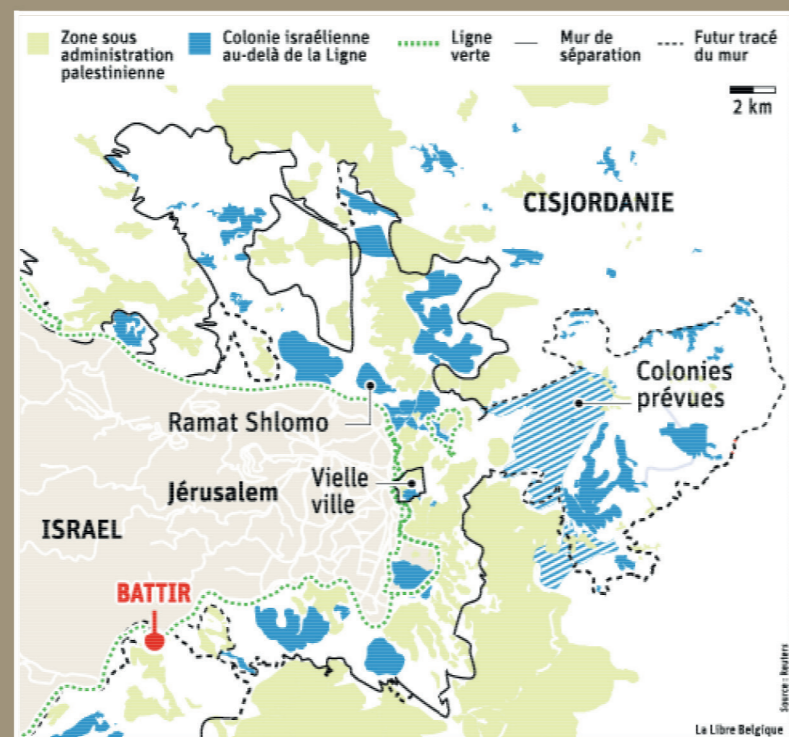 Zone sous
administration
palestinienne
Colonie israélienne
au-delà de la Ligne
Ligne
verte
Mur de
séparation
Futur tracé
du mur
2 km
CISJORDANIE
Colonies
prévues
Ramat Shlomo
Vielle
ville
Jérusalem
ISRAEL
BATTIR
Source : Reuters
La Libre Belgique